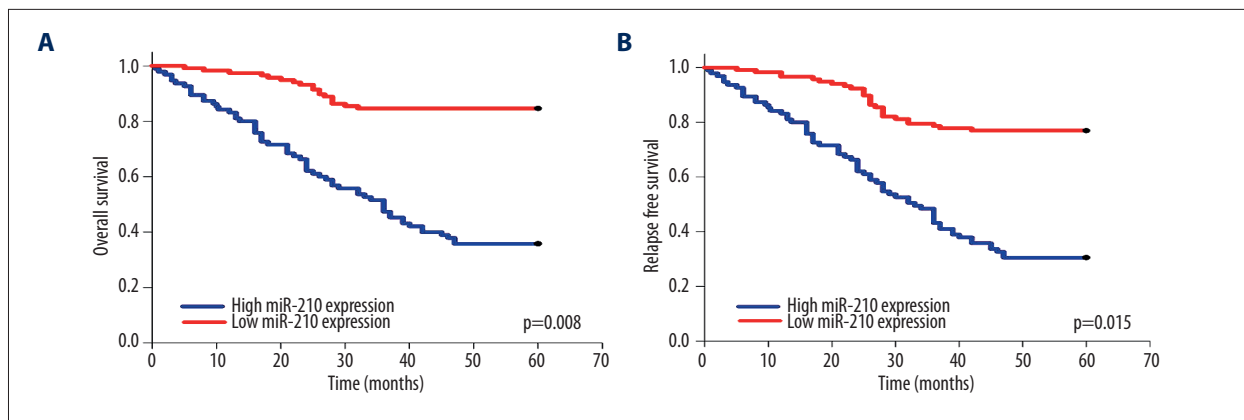 A
Overall survival
1.0
0.8
0.6
0.4
0.2
0.0
High miR-210 expression
Low miR-210 expression
p=0.008
0 10 20 30 40 50 60 70
Time (months)
B
Relapse free survival
1.0
0.8
0.6
0.4
0.2
0.0
High miR-210 expression
Low miR-210 expression
p=0.015
0 10 20 30 40 50 60 70
Time (months)